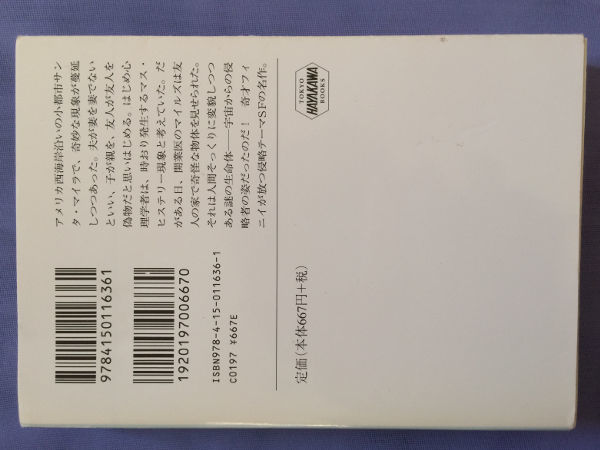 アメリカ西海岸沿いの小都市サン
タ・マイラで、奇妙な現象が蔓延
しつつあった。夫が妻を妻でない
といい、子が親を、友人が友人を
偽物だと思いはじめる。はじめ心
理学者は、時おり発生するマス・
ヒステリー現象と考えていた。だ
がある日、開業医のマイルズは友
人の家で奇怪な物体を見せられた。
それは人間そっくりに変貌しつつ
ある謎の生命体――宇宙からの侵
略者の姿だったのだ！　奇才フィ
ニイが放つ侵略テーマSFの名作。
TOKYO
HAYAKAWA
BOOKS
9784150116361
1920197006670
ISBN978-4-15-011636-1
C0197 ¥667E
定価(本体667円+税)